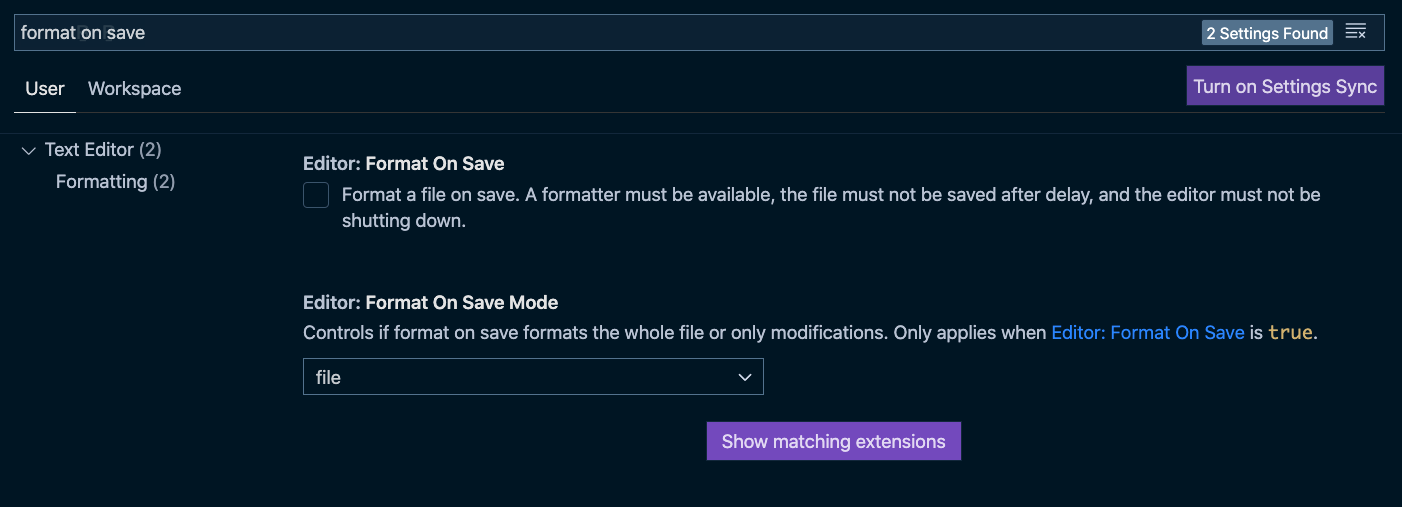 format on save
2 Settings Found
User
Workspace
Turn on Settings Sync
Text Editor (2)
Formatting (2)
Editor: Format On Save
Format a file on save. A formatter must be available, the file must not be saved after delay, and the editor must not be
shutting down.
Editor: Format On Save Mode
Controls if format on save formats the whole file or only modifications. Only applies when Editor: Format On Save is true.
file
Show matching extensions